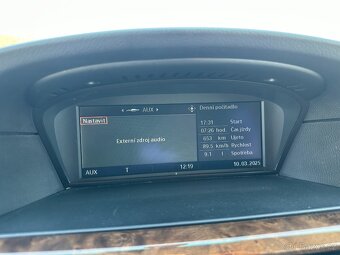 AUX
Denní počítadlo
Nastavit
Externí zdroj audio
17:31 Start
07:26 hod Čas jízdy
653 km Ujeto
89.5 km/h Rychlost
9.1 l Spotřeba
AUX 12:19 10.03.2025